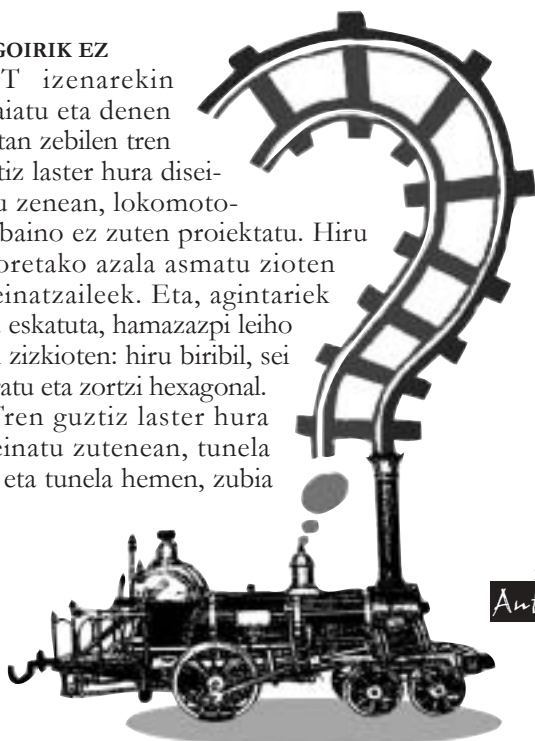 GOIRIK EZ
T izenarekin
aiatu eta denen
tan zebilen tren
tiz laster hura disei-
u zenean, lokomoto-
baino ez zuten proiektatu. Hiru
oretako azala asmatu zioten
einatzaileek. Eta, agintariek
eskatuta, hamazazpi leiho
zizkioten: hiru biribil, sei
ratu eta zortzi hexagonal.
Tren guztiz laster hura
einatu zutenean, tunela
eta tunela hemen, zubia
Ant